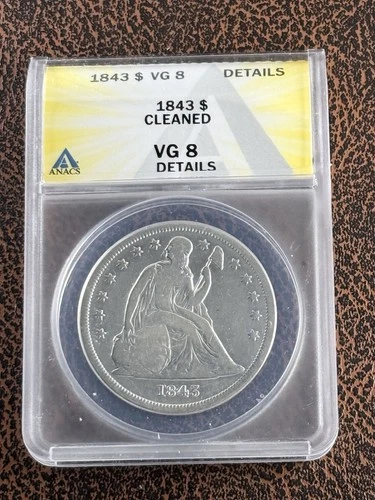 1843 $ VG 8 DETAILS
1843 $
CLEANED
VG 8
DETAILS
ANACS
1843